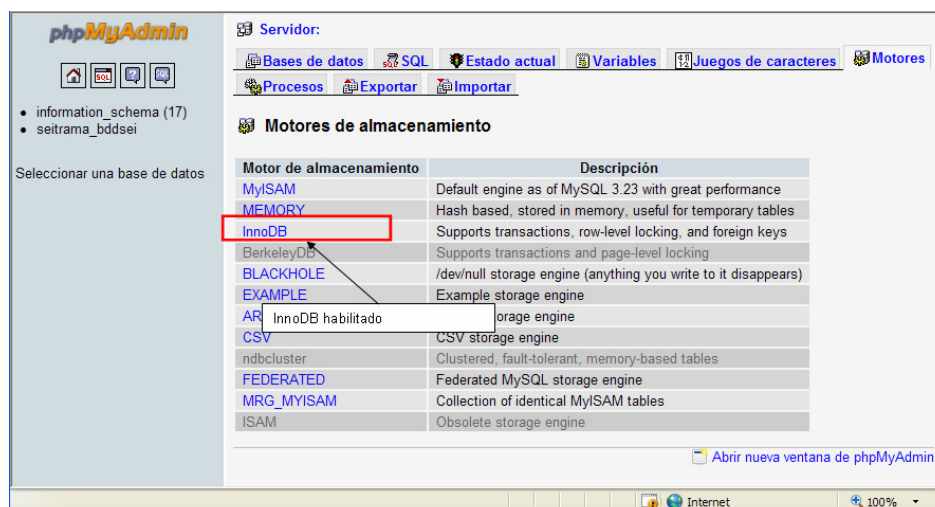 phpMyAdmin
information_schema (17)
seitrama_bddsei
Seleccionar una base de datos
Servidor:
Bases de datos SQL Estado actual Variables Juegos de caracteres Motores
Procesos Exportar Importar
Motores de almacenamiento
Motor de almacenamiento Descripción
MyISAM Default engine as of MySQL 3.23 with great performance
MEMORY Hash based, stored in memory, useful for temporary tables
InnoDB Supports transactions, row-level locking, and foreign keys
BerkeleyDB Supports transactions and page-level locking
BLACKHOLE /dev/null storage engine (anything you write to it disappears)
EXAMPLE Example storage engine
AR orage engine
InnoDB habilitado
CSV CSV storage engine
ndbcluster Clustered, fault-tolerant, memory-based tables
FEDERATED Federated MySQL storage engine
MRG_MYISAM Collection of identical MyISAM tables
ISAM Obsolete storage engine
Abrir nueva ventana de phpMyAdmin
Internet 100%